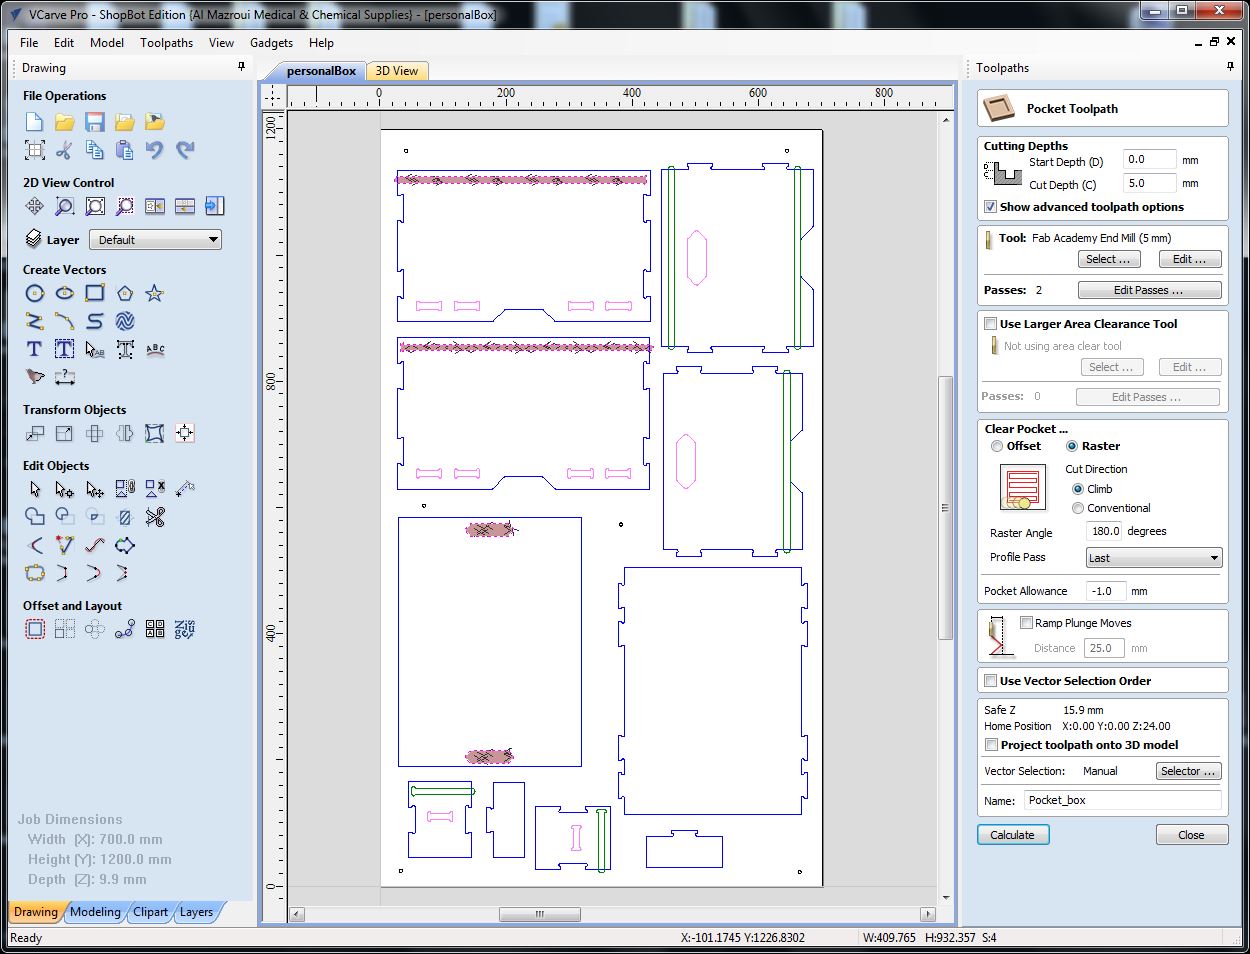 VCarve Pro - ShopBot Edition {Al Mazroui Medical & Chemical Supplies} - [personalBox]
File Edit Model Toolpaths View Gadgets Help
Drawing
File Operations
2D View Control
Layer Default
Create Vectors
Transform Objects
Edit Objects
Offset and Layout
Job Dimensions
Width (X): 700.0 mm
Height (Y): 1200.0 mm
Depth (Z): 9.9 mm
Drawing Modeling Clipart Layers
personalBox 3D View
0 200 400 600 800
1200
800
400
0
Toolpaths
Pocket Toolpath
Cutting Depths
Start Depth (D) 0.0 mm
Cut Depth (C) 5.0 mm
Show advanced toolpath options
Tool: Fab Academy End Mill (5 mm)
Select ... Edit ...
Passes: 2 Edit Passes ...
Use Larger Area Clearance Tool
Not using area clear tool
Select ... Edit ...
Passes: 0 Edit Passes ...
Clear Pocket ...
Offset Raster
Cut Direction
Climb
Conventional
Raster Angle 180.0 degrees
Profile Pass Last
Pocket Allowance -1.0 mm
Ramp Plunge Moves
Distance 25.0 mm
Use Vector Selection Order
Safe Z 15.9 mm
Home Position X:0.00 Y:0.00 Z:24.00
Project toolpath onto 3D model
Vector Selection: Manual Selector ...
Name: Pocket_box
Calculate Close
Ready X:-101.1745 Y:1226.8302 W:409.765 H:932.357 S:4